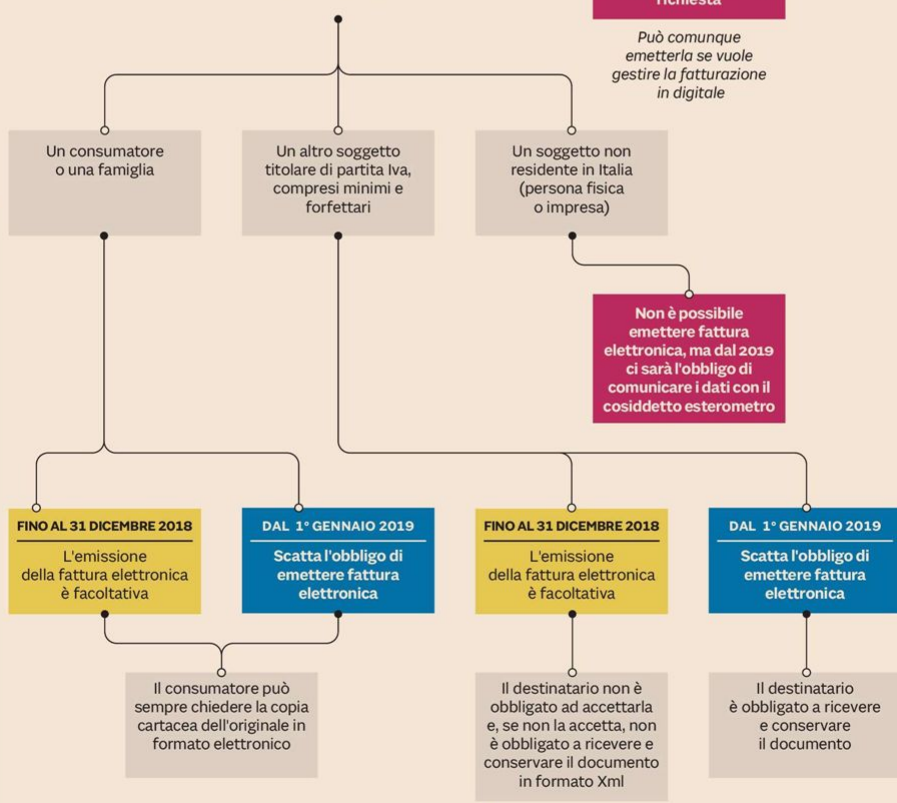 richiesta
Può comunque
emetterla se vuole
gestire la fatturazione
in digitale
Un consumatore
o una famiglia
Un altro soggetto
titolare di partita Iva,
compresi minimi e
forfettari
Un soggetto non
residente in Italia
(persona fisica
o impresa)
Non è possibile
emettere fattura
elettronica, ma dal 2019
ci sarà l'obbligo di
comunicare i dati con il
cosiddetto esterometro
FINO AL 31 DICEMBRE 2018
L'emissione
della fattura elettronica
è facoltativa
DAL 1° GENNAIO 2019
Scatta l'obbligo di
emettere fattura
elettronica
FINO AL 31 DICEMBRE 2018
L'emissione
della fattura elettronica
è facoltativa
DAL 1° GENNAIO 2019
Scatta l'obbligo di
emettere fattura
elettronica
Il consumatore può
sempre chiedere la copia
cartacea dell'originale in
formato elettronico
Il destinatario non è
obbligato ad accettarla
e, se non la accetta, non
è obbligato a ricevere e
conservare il documento
in formato Xml
Il destinatario
è obbligato a ricevere
e conservare
il documento